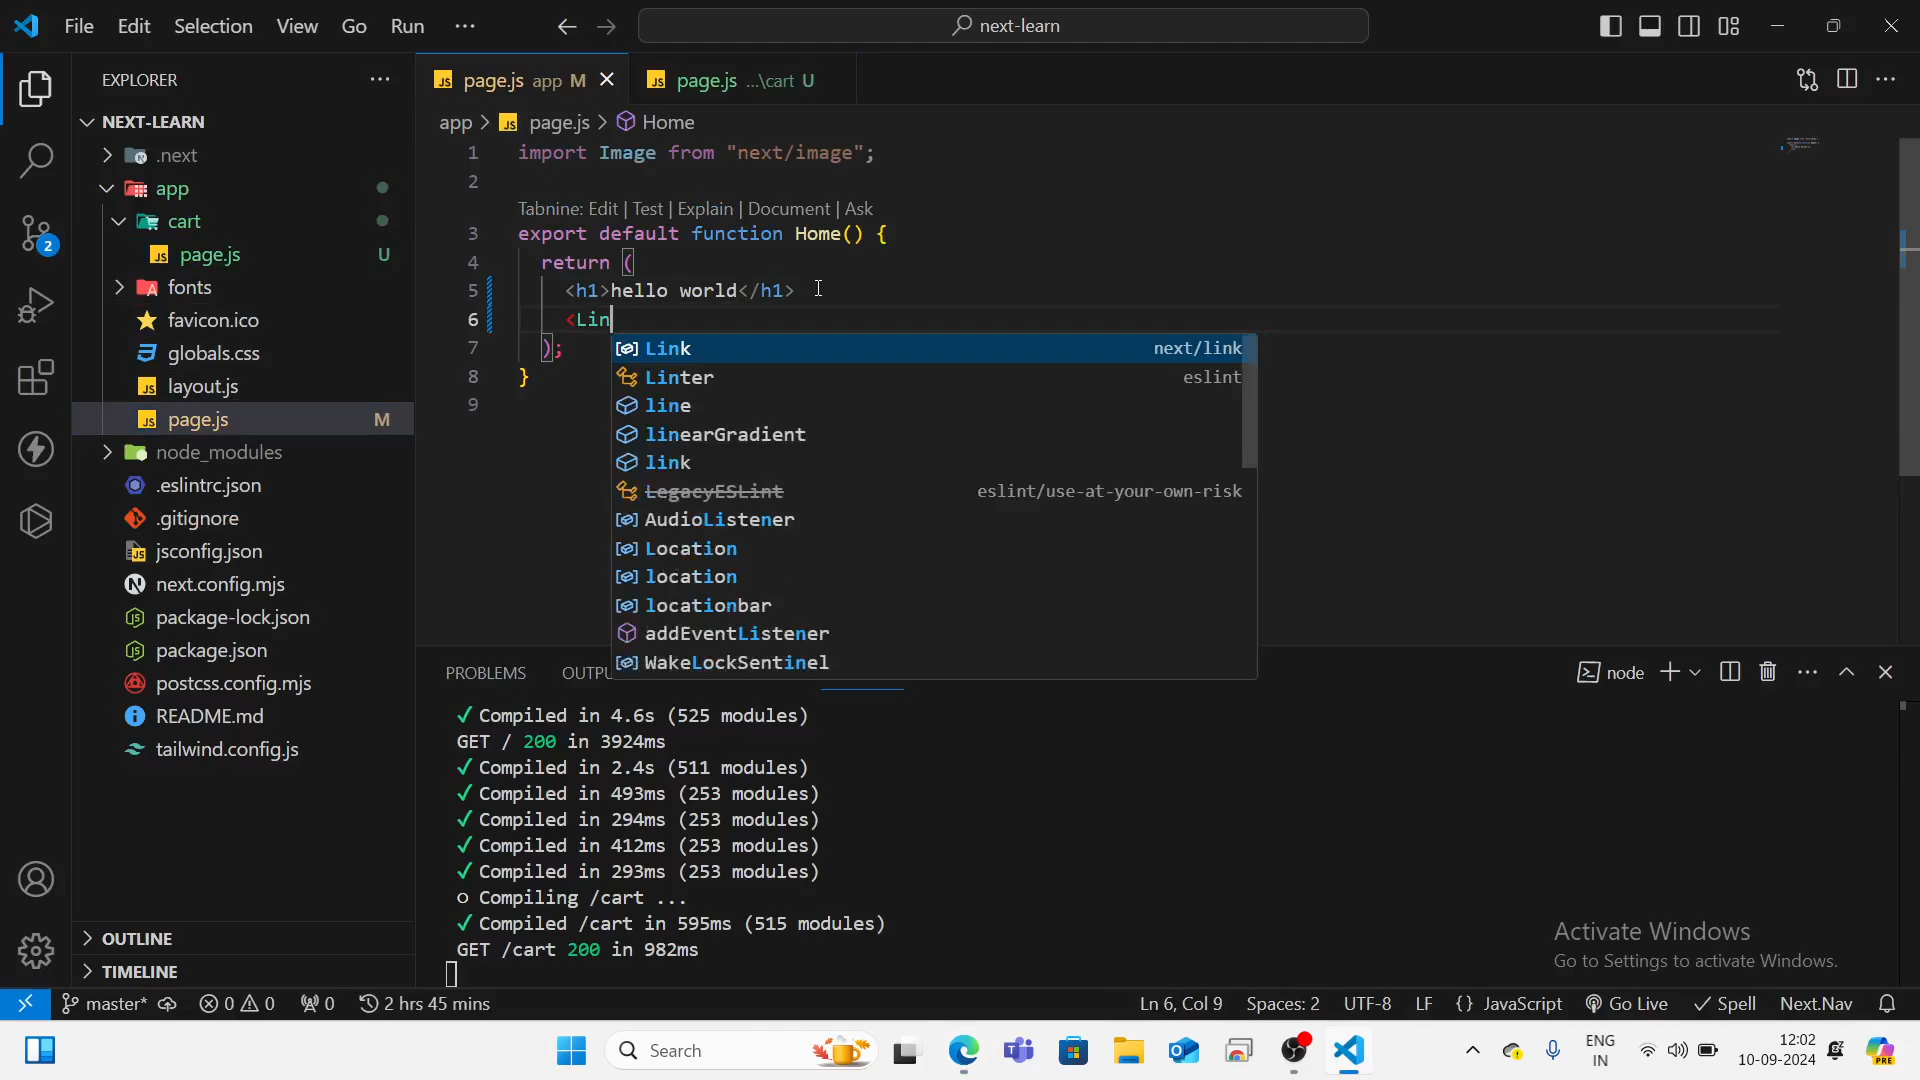 File Edit Selection View Go Run ... next-learn
EXPLORER ...
NEXT-LEARN
.next
app
cart
page.js U
fonts
favicon.ico
globals.css
layout.js
page.js M
node_modules
.eslintrc.json
.gitignore
jsconfig.json
next.config.mjs
package-lock.json
package.json
postcss.config.mjs
README.md
tailwind.config.js
OUTLINE
TIMELINE
2
page.js app M page.js ...\cart U
app > page.js > Home
1 import Image from "next/image";
2
Tabnine: Edit | Test | Explain | Document | Ask
3 export default function Home() {
4 return (
5 <h1>hello world</h1>
6 <Lin
7 );
8 }
9
Link next/link
Linter eslint
line
linearGradient
link
LegacyESLint eslint/use-at-your-own-risk
AudioListener
Location
location
locationbar
addEventListener
WakeLockSentinel
PROBLEMS OUTPU node
✓ Compiled in 4.6s (525 modules)
GET / 200 in 3924ms
✓ Compiled in 2.4s (511 modules)
✓ Compiled in 493ms (253 modules)
✓ Compiled in 294ms (253 modules)
✓ Compiled in 412ms (253 modules)
✓ Compiled in 293ms (253 modules)
○ Compiling /cart ...
✓ Compiled /cart in 595ms (515 modules)
GET /cart 200 in 982ms
Activate Windows
Go to Settings to activate Windows.
master* 0 0 0 2 hrs 45 mins Ln 6, Col 9 Spaces: 2 UTF-8 LF {} JavaScript Go Live Spell Next.Nav
Search
ENG
IN
12:02
10-09-2024
PRE